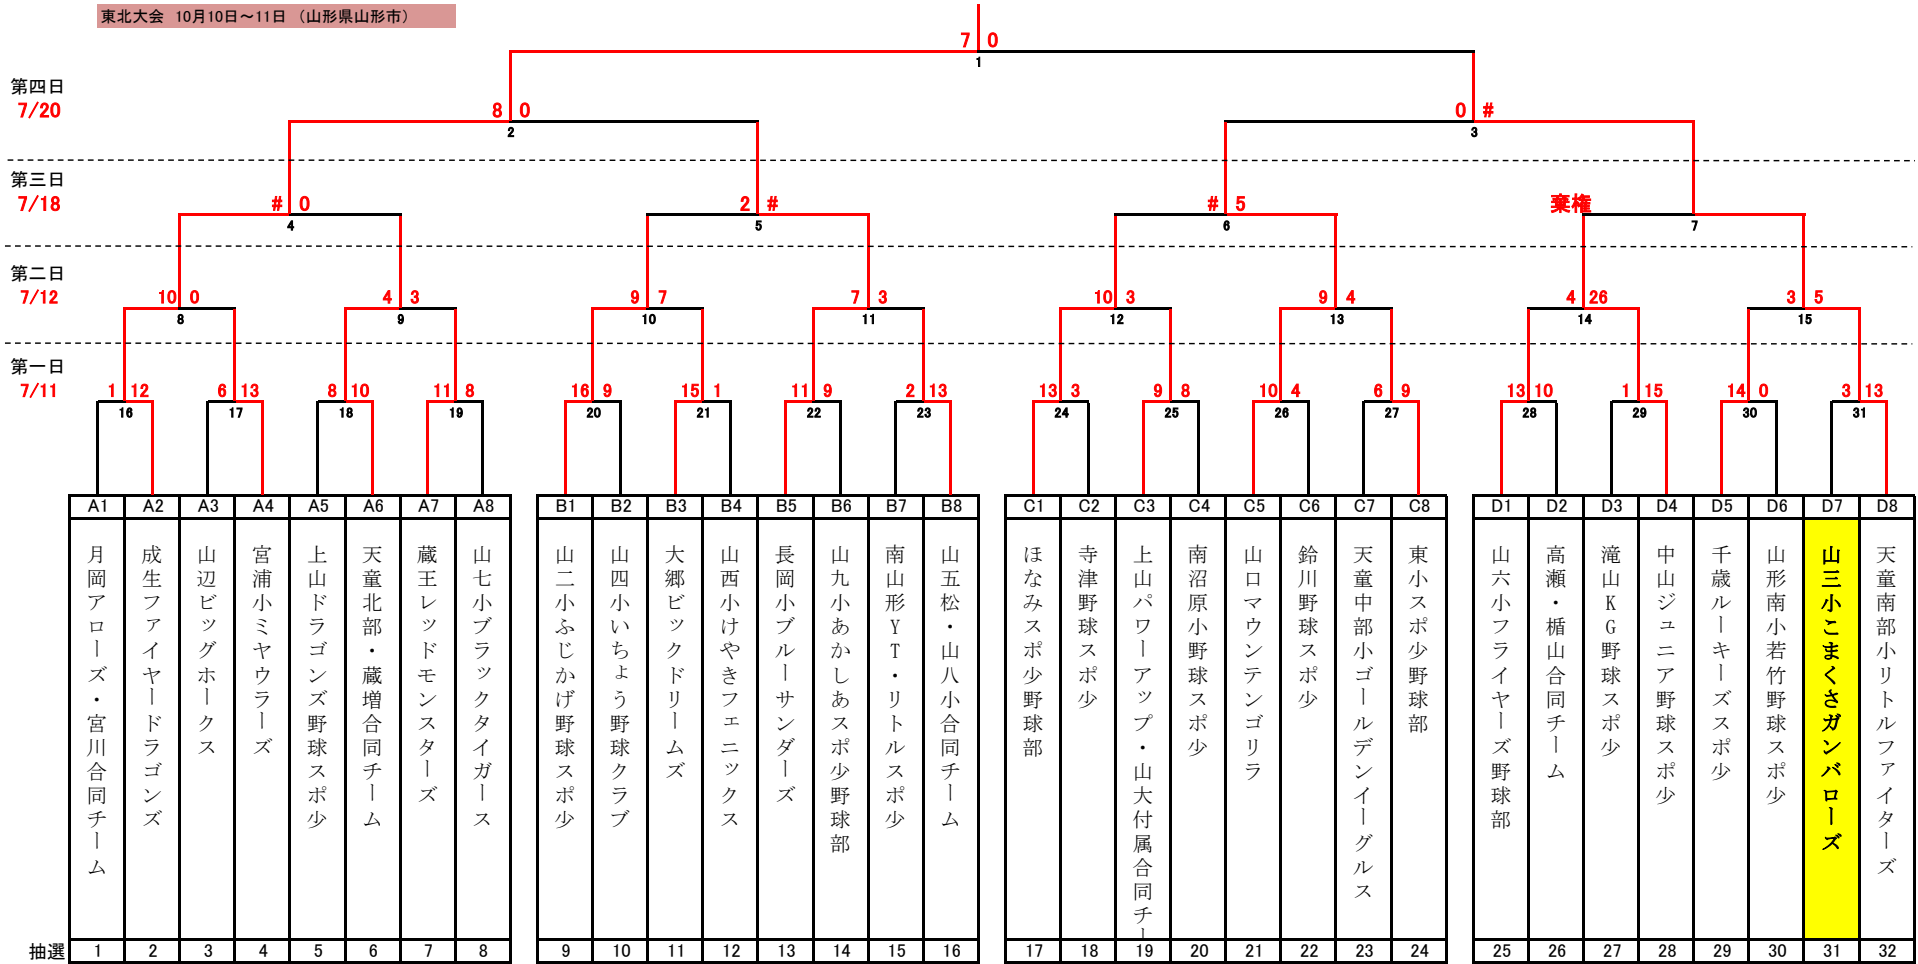 東北大会 10月10日～11日 （山形県山形市）
7 0
1
第四日
7/20
8 0
2
0 #
3
第三日
7/18
# 0
4
2 #
5
# 5
6
棄権
7
第二日
7/12
10 0
8
4 3
9
9 7
10
7 3
11
10 3
12
9 4
13
4 26
14
3 5
15
第一日
7/11
1 12
16
6 13
17
8 10
18
11 8
19
16 9
20
15 1
21
11 9
22
2 13
23
13 3
24
9 8
25
10 4
26
6 9
27
13 10
28
1 15
29
14 0
30
3 13
31
A1 A2 A3 A4 A5 A6 A7 A8 B1 B2 B3 B4 B5 B6 B7 B8 C1 C2 C3 C4 C5 C6 C7 C8 D1 D2 D3 D4 D5 D6 D7 D8
月岡アローズ・宮川合同チーム
成生ファイヤードラゴンズ
山辺ビッグホークス
宮浦小ミヤウラーズ
上山ドラゴンズ野球スポ少
天童北部・蔵増合同チーム
蔵王レッドモンスターズ
山七小ブラックタイガース
山二小ふじかげ野球スポ少
山四小いちょう野球クラブ
大郷ビックドリームズ
山西小けやきフェニックス
長岡小ブルーサンダーズ
山九小あかしあスポ少野球部
南山形YT・リトルスポ少
山五松・山八小合同チーム
ほなみスポ少野球部
寺津野球スポ少
上山パワーアップ・山大付属合同チー
南沼原小野球スポ少
山口マウンテンゴリラ
鈴川野球スポ少
天童中部小ゴールデンイーグルス
東小スポ少野球部
山六小フライヤーズ野球部
高瀬・楯山合同チーム
滝山KG野球スポ少
中山ジュニア野球スポ少
千歳ルーキーズスポ少
山形南小若竹野球スポ少
山三小こまくさガンバローズ
天童南部小リトルファイターズ
抽選 1 2 3 4 5 6 7 8 9 10 11 12 13 14 15 16 17 18 19 20 21 22 23 24 25 26 27 28 29 30 31 32